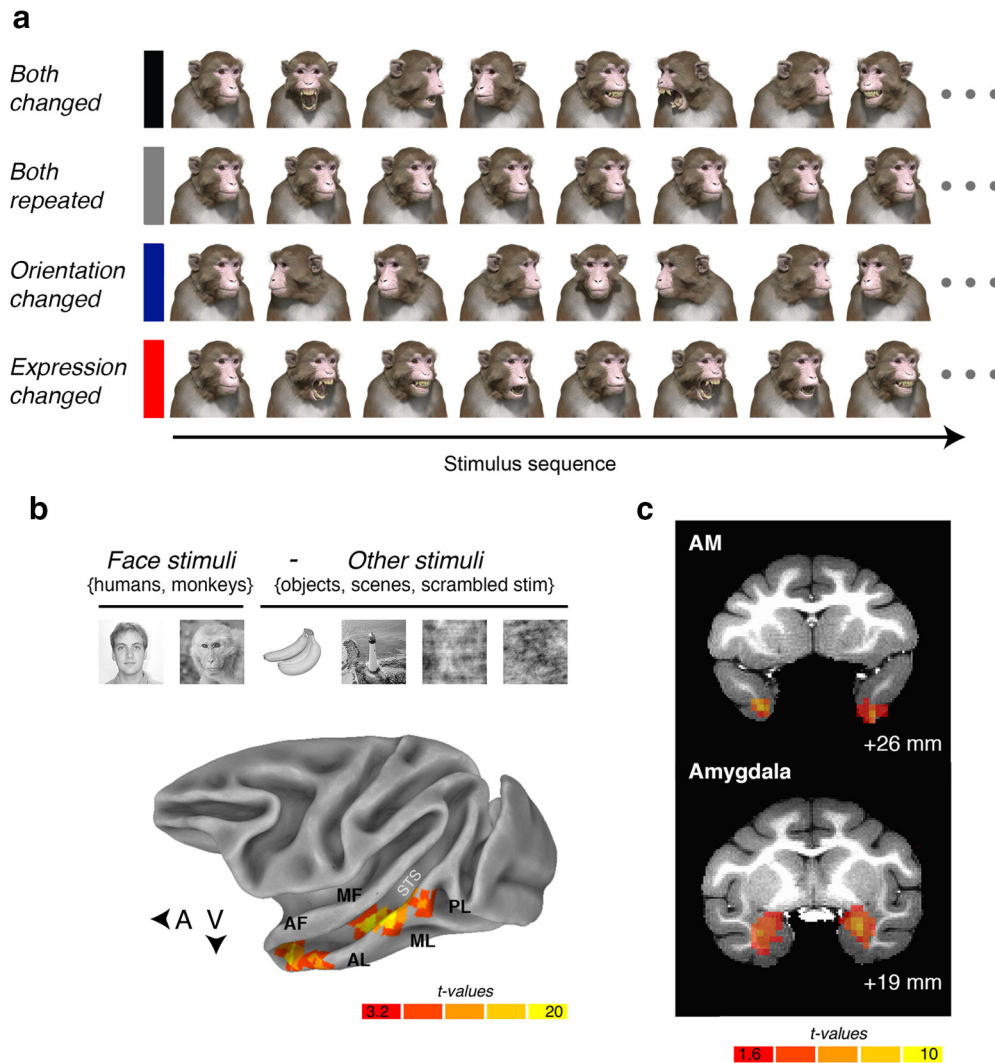 a
Both
changed
Both
repeated
Orientation
changed
Expression
changed
Stimulus sequence
b
Face stimuli - Other stimuli
{humans, monkeys} {objects, scenes, scrambled stim}
STS
MF
PL
AF
A V
ML
AL
t-values
3.2 20
c
AM
+26 mm
Amygdala
+19 mm
t-values
1.6 10